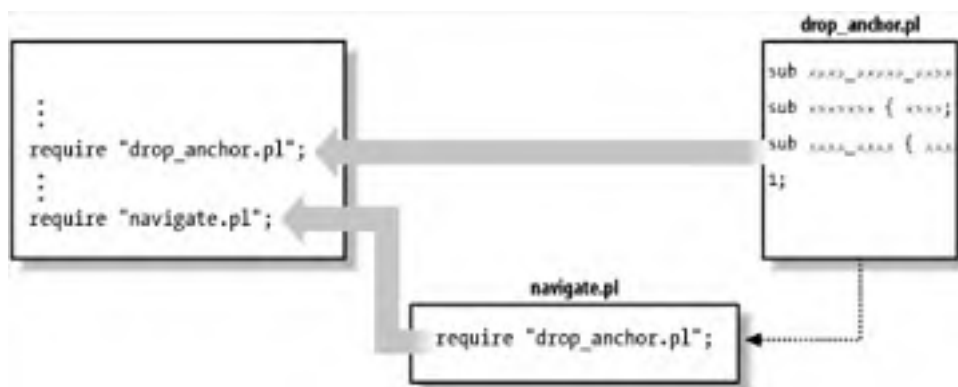 drop_anchor.pl
sub
sub {
sub {
1;
require "drop_anchor.pl";
require "navigate.pl";
navigate.pl
require "drop_anchor.pl";